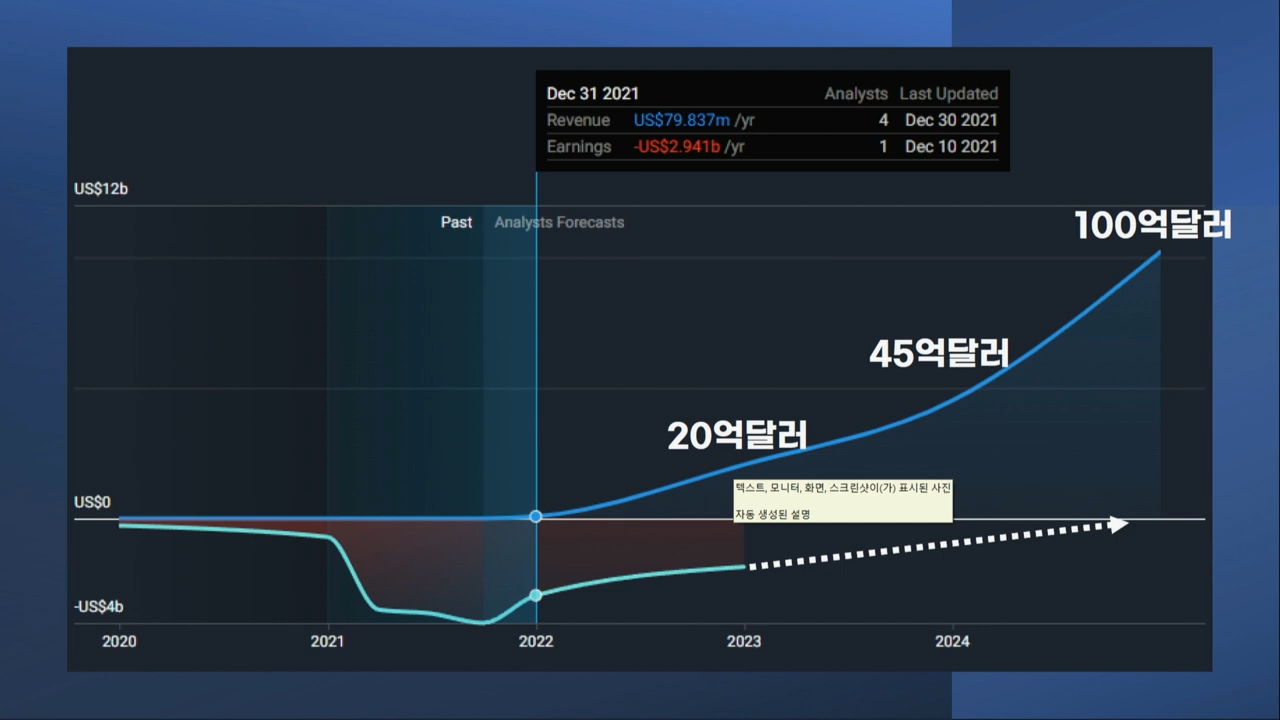 Dec 31 2021 Analysts Last Updated
Revenue US$79.837m /yr 4 Dec 30 2021
Earnings -US$2.941b /yr 1 Dec 10 2021
US$12b
Past Analysts Forecasts
100억달러
45억달러
20억달러
텍스트, 모니터, 화면, 스크린샷이(가) 표시된 사진
자동 생성된 설명
US$0
-US$4b
2020 2021 2022 2023 2024